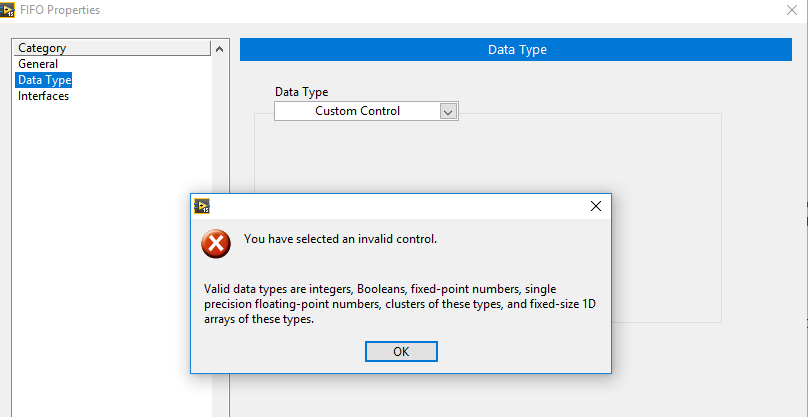 FIFO Properties
Category
General
Data Type
Interfaces
Data Type
Data Type
Custom Control
You have selected an invalid control.
Valid data types are integers, Booleans, fixed-point numbers, single
precision floating-point numbers, clusters of these types, and fixed-size 1D
arrays of these types.
OK